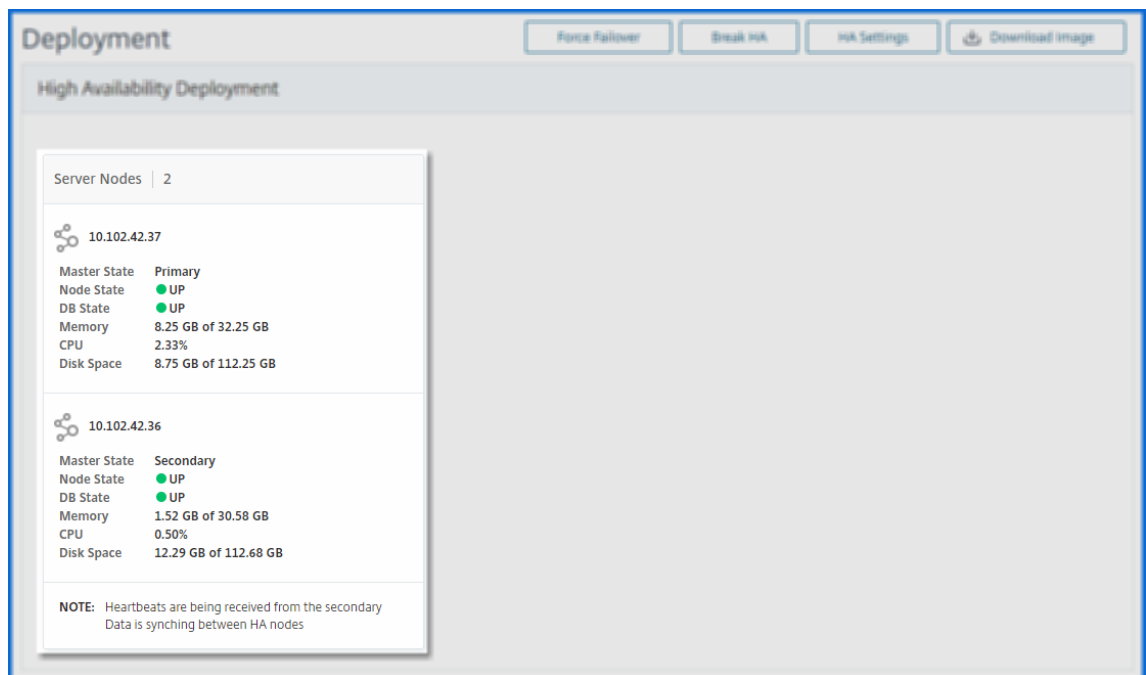 Deployment
Force Failover
Break HA
HA Settings
Download Image
High Availability Deployment
Server Nodes 2
10.102.42.37
Master State Primary
Node State UP
DB State UP
Memory 8.25 GB of 32.25 GB
CPU 2.33%
Disk Space 8.75 GB of 112.25 GB
10.102.42.36
Master State Secondary
Node State UP
DB State UP
Memory 1.52 GB of 30.58 GB
CPU 0.50%
Disk Space 12.29 GB of 112.68 GB
NOTE: Heartbeats are being received from the secondary
Data is synching between HA nodes